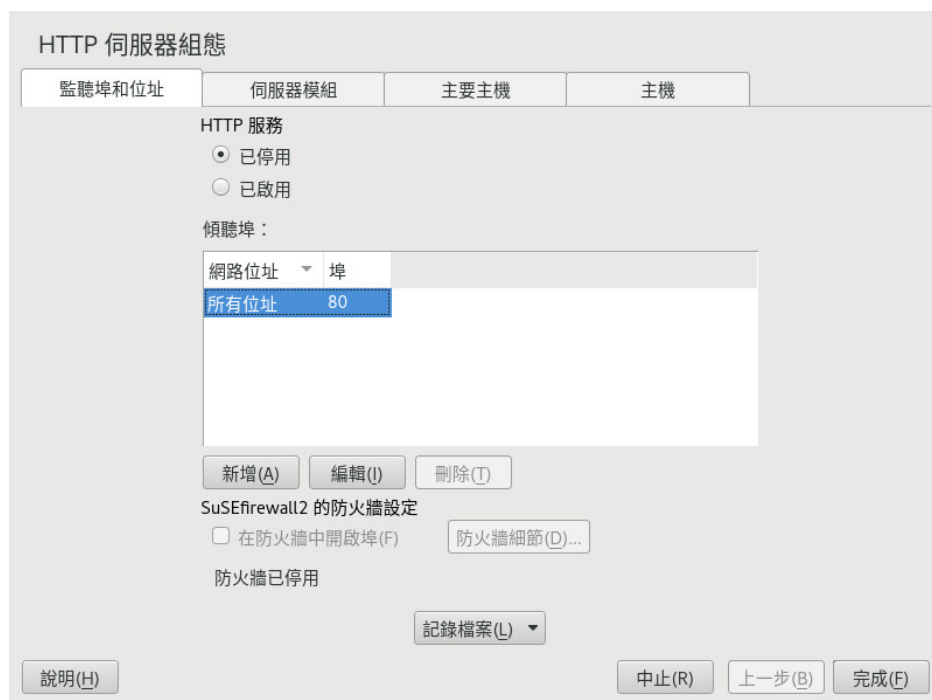 HTTP 伺服器組態
監聽埠和位址 伺服器模組 主要主機 主機
HTTP 服務
已停用
已啟用
傾聽埠：
網路位址 埠
所有位址 80
新增(A) 編輯(I) 刪除(T)
SuSEfirewall2 的防火牆設定
在防火牆中開啟埠(F) 防火牆細節(D)...
防火牆已停用
記錄檔案(L)
說明(H) 中止(R) 上一步(B) 完成(F)